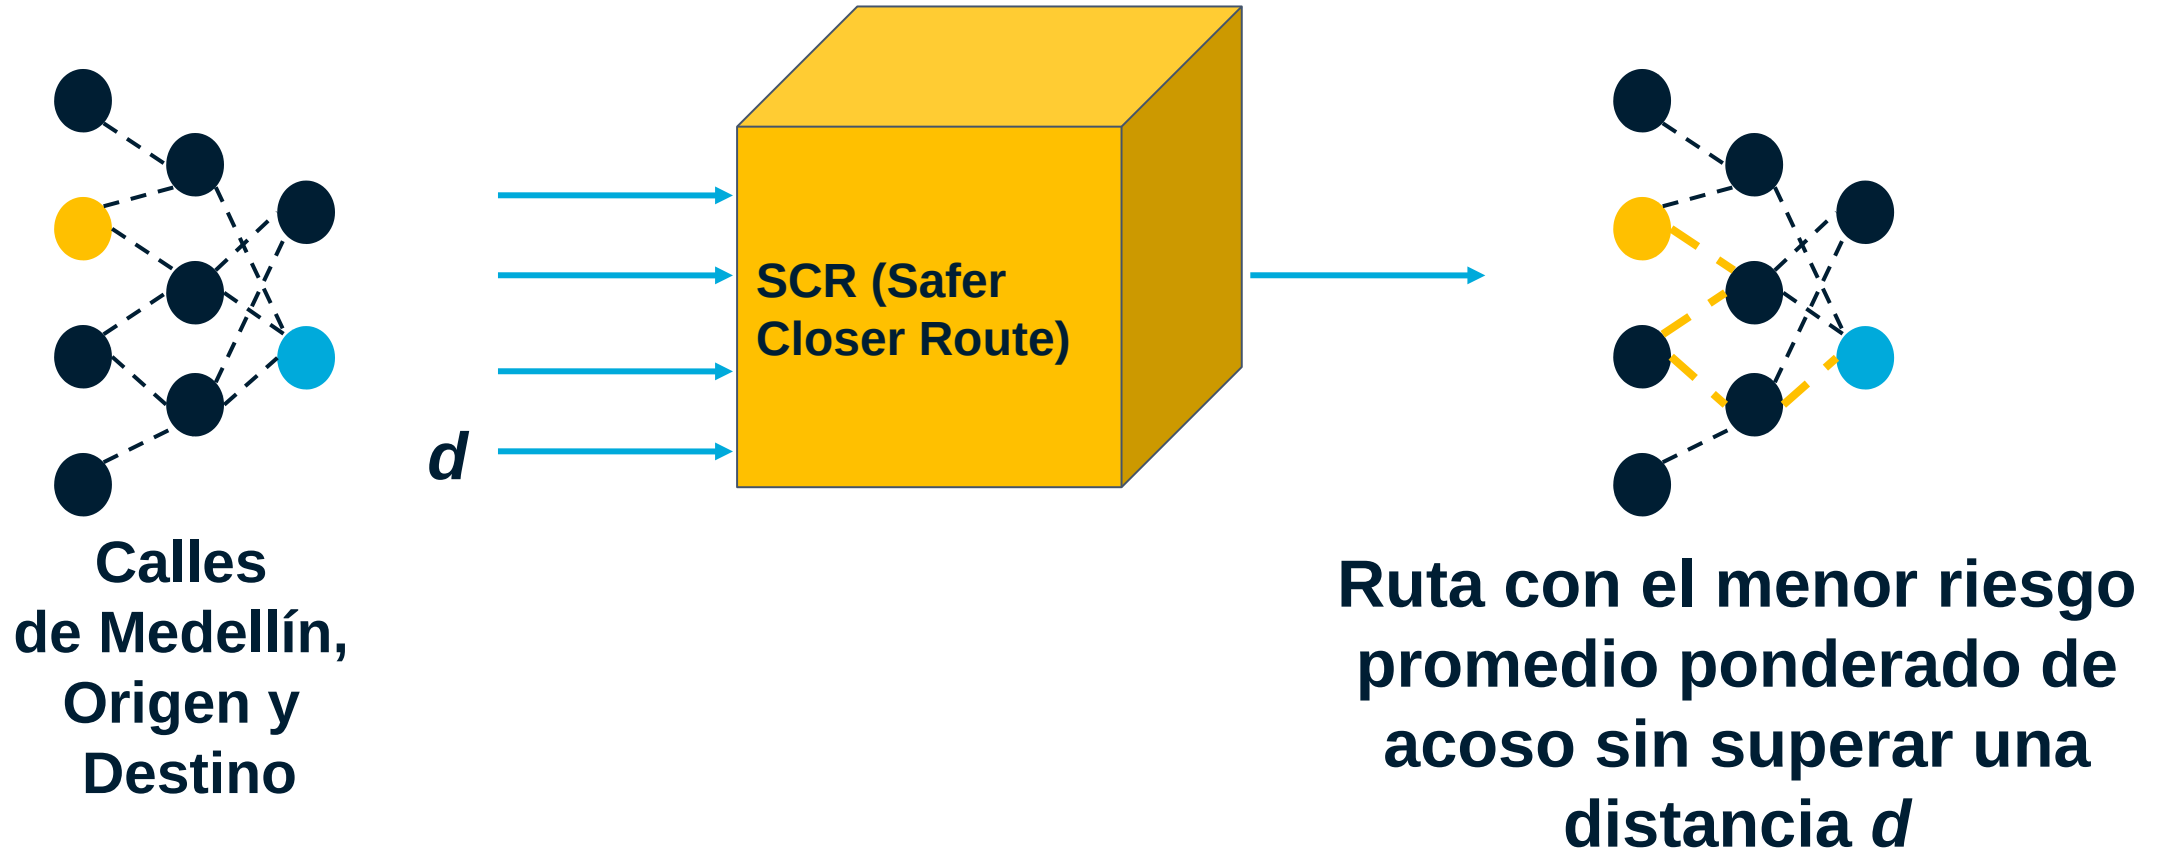 Calles
de Medellín,
Origen y
Destino
d
SCR (Safer
Closer Route)
Ruta con el menor riesgo
promedio ponderado de
acoso sin superar una
distancia d